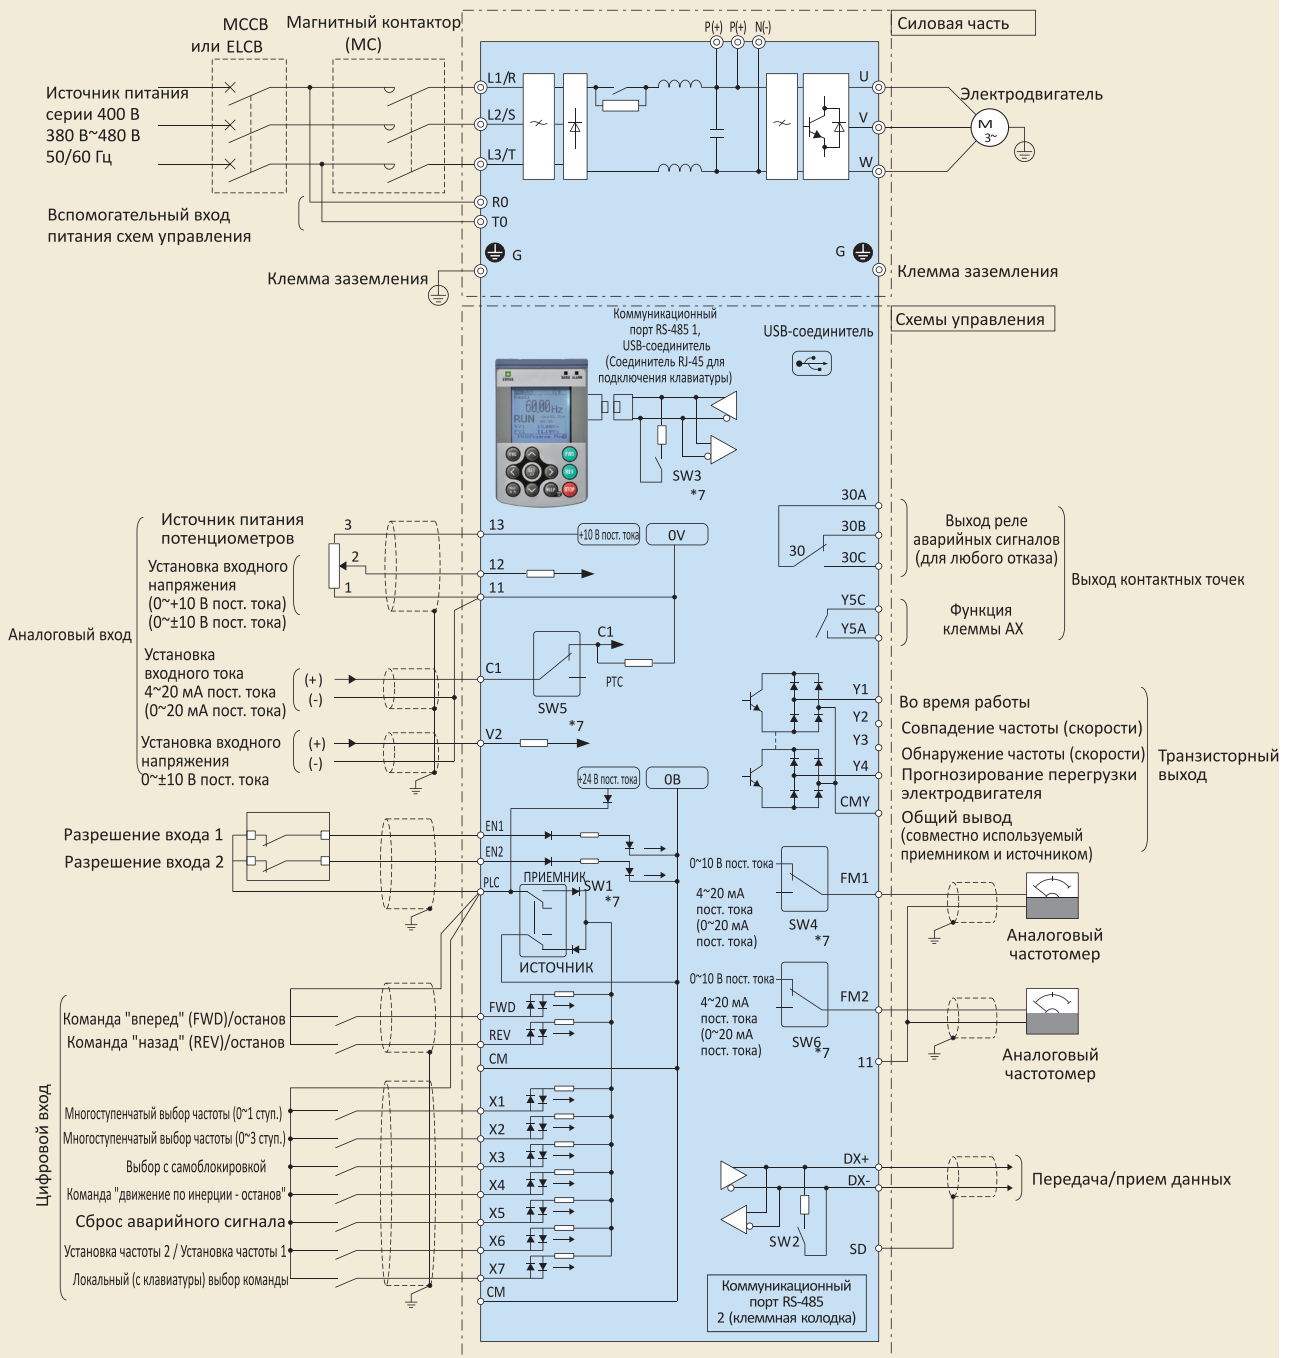 МССВ
или ELCB
Магнитный контактор
(МС)
P(+)
P(+)
N(-)
Силовая часть
Источник питания
серии 400 В
380 В~480 В
50/60 Гц
L1/R
L2/S
L3/T
R0
T0
U
V
W
Электродвигатель
M
3~
Вспомогательный вход
питания схем управления
G
G
Клемма заземления
Клемма заземления
Схемы управления
Коммуникационный
порт RS-485 1,
USB-соединитель
(Соединитель RJ-45 для
подключения клавиатуры)
USB-соединитель
60.00Hz
RUN
SW3
*7
Аналоговый вход
Источник питания
потенциометров
3
2
1
Установка входного
напряжения
(0~+10 В пост. тока)
(0~±10 В пост. тока)
Установка
входного тока
4~20 мА пост. тока
(0~20 мА пост. тока)
(+)
(-)
Установка входного
напряжения
0~±10 В пост. тока
(+)
(-)
13
+10 В пост. тока
0V
12
11
C1
C1
PTC
SW5
*7
V2
30A
30B
30
30C
Выход реле
аварийных сигналов
(для любого отказа)
Выход контактных точек
Y5C
Y5A
Функция
клеммы АХ
Y1
Y2
Y3
Y4
CMY
Во время работы
Совпадение частоты (скорости)
Обнаружение частоты (скорости)
Прогнозирование перегрузки
электродвигателя
Общий вывод
(совместно используемый
приемником и источником)
Транзисторный
выход
+24 В пост. тока
0В
Разрешение входа 1
Разрешение входа 2
EN1
EN2
PLC
ПРИЕМНИК
SW1
*7
ИСТОЧНИК
0~10 В пост. тока
4~20 мА
пост. тока
(0~20 мА
пост. тока)
SW4
*7
FM1
Аналоговый
частотомер
0~10 В пост. тока
4~20 мА
пост. тока
(0~20 мА
пост. тока)
SW6
*7
FM2
11
Аналоговый
частотомер
Цифровой вход
Команда "вперед" (FWD)/останов
Команда "назад" (REV)/останов
FWD
REV
CM
Многоступенчатый выбор частоты (0~1 ступ.)
Многоступенчатый выбор частоты (0~3 ступ.)
Выбор с самоблокировкой
Команда "движение по инерции - останов"
Сброс аварийного сигнала
Установка частоты 2 / Установка частоты 1
Локальный (с клавиатуры) выбор команды
X1
X2
X3
X4
X5
X6
X7
CM
DX+
DX-
SW2
SD
Передача/прием данных
Коммуникационный
порт RS-485
2 (клеммная колодка)